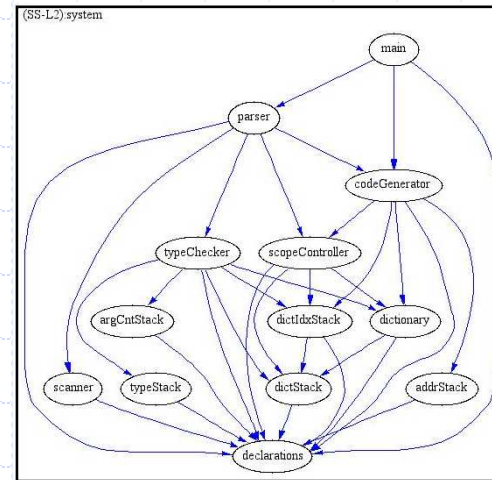 (SS-L2):system
main
parser
codeGenerator
typeChecker
scopeController
argCntStack
dictIdxStack
dictionary
scanner
typeStack
dictStack
addrStack
declarations